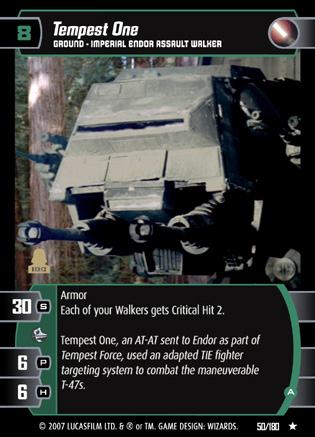 8
Tempest One
GROUND - IMPERIAL ENDOR ASSAULT WALKER
30 S
6 P
6 H
Armor
Each of your Walkers gets Critical Hit 2.
Tempest One, an AT-AT sent to Endor as part of
Tempest Force, used an adapted TIE fighter
targeting system to combat the maneuverable
T-47s.
A
© 2007 LUCASFILM LTD. & ® or TM. GAME DESIGN: WIZARDS. 50/180